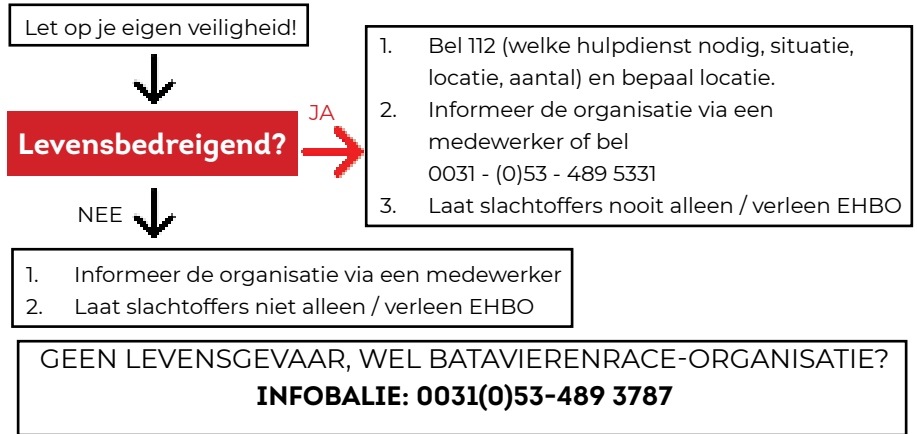 Let op je eigen veiligheid!
Levensbedreigend?
JA
1. Bel 112 (welke hulpdienst nodig, situatie,
locatie, aantal) en bepaal locatie.
2. Informeer de organisatie via een
medewerker of bel
0031 - (0)53 - 489 5331
3. Laat slachtoffers nooit alleen / verleen EHBO
NEE
1. Informeer de organisatie via een medewerker
2. Laat slachtoffers niet alleen / verleen EHBO
GEEN LEVENSGEVAAR, WEL BATAVIERENRACE-ORGANISATIE?
INFOBALIE: 0031(0)53-489 3787